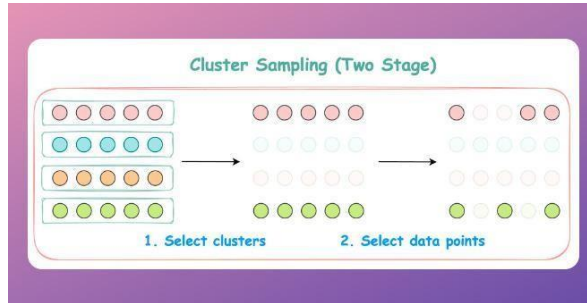 Cluster Sampling (Two Stage)
1. Select clusters
2. Select data points